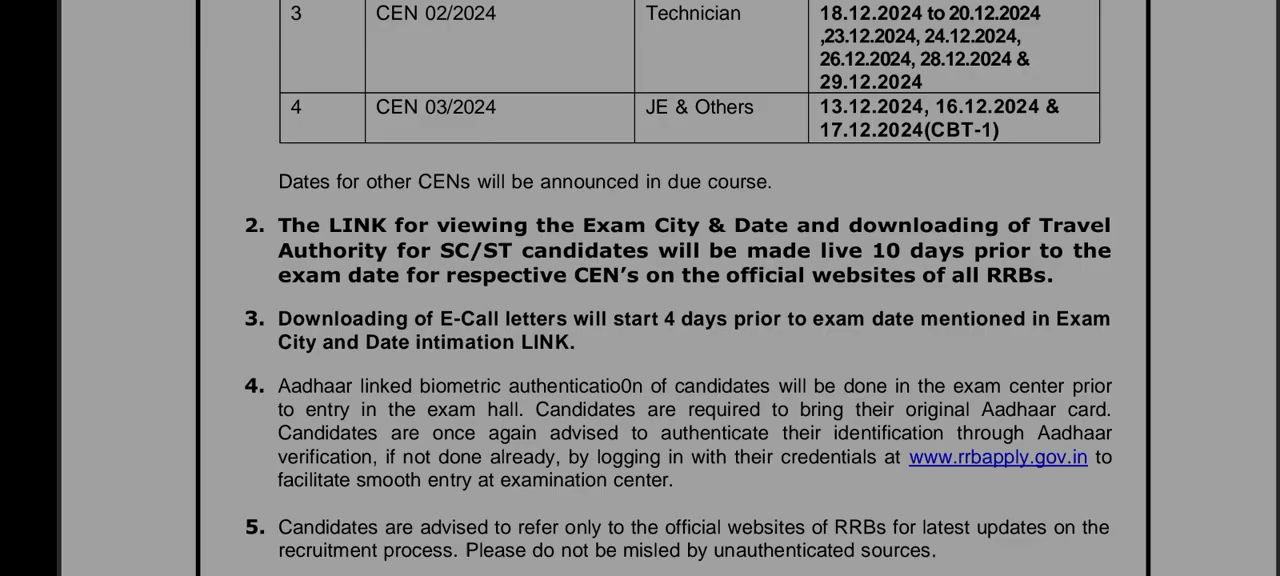 3 CEN 02/2024 Technician 18.12.2024 to 20.12.2024
,23.12.2024, 24.12.2024,
26.12.2024, 28.12.2024 &
29.12.2024
4 CEN 03/2024 JE & Others 13.12.2024, 16.12.2024 &
17.12.2024(CBT-1)
Dates for other CENs will be announced in due course.
2. The LINK for viewing the Exam City & Date and downloading of Travel
Authority for SC/ST candidates will be made live 10 days prior to the
exam date for respective CEN’s on the official websites of all RRBs.
3. Downloading of E-Call letters will start 4 days prior to exam date mentioned in Exam
City and Date intimation LINK.
4. Aadhaar linked biometric authenticatio0n of candidates will be done in the exam center prior
to entry in the exam hall. Candidates are required to bring their original Aadhaar card.
Candidates are once again advised to authenticate their identification through Aadhaar
verification, if not done already, by logging in with their credentials at www.rrbapply.gov.in to
facilitate smooth entry at examination center.
5. Candidates are advised to refer only to the official websites of RRBs for latest updates on the
recruitment process. Please do not be misled by unauthenticated sources.